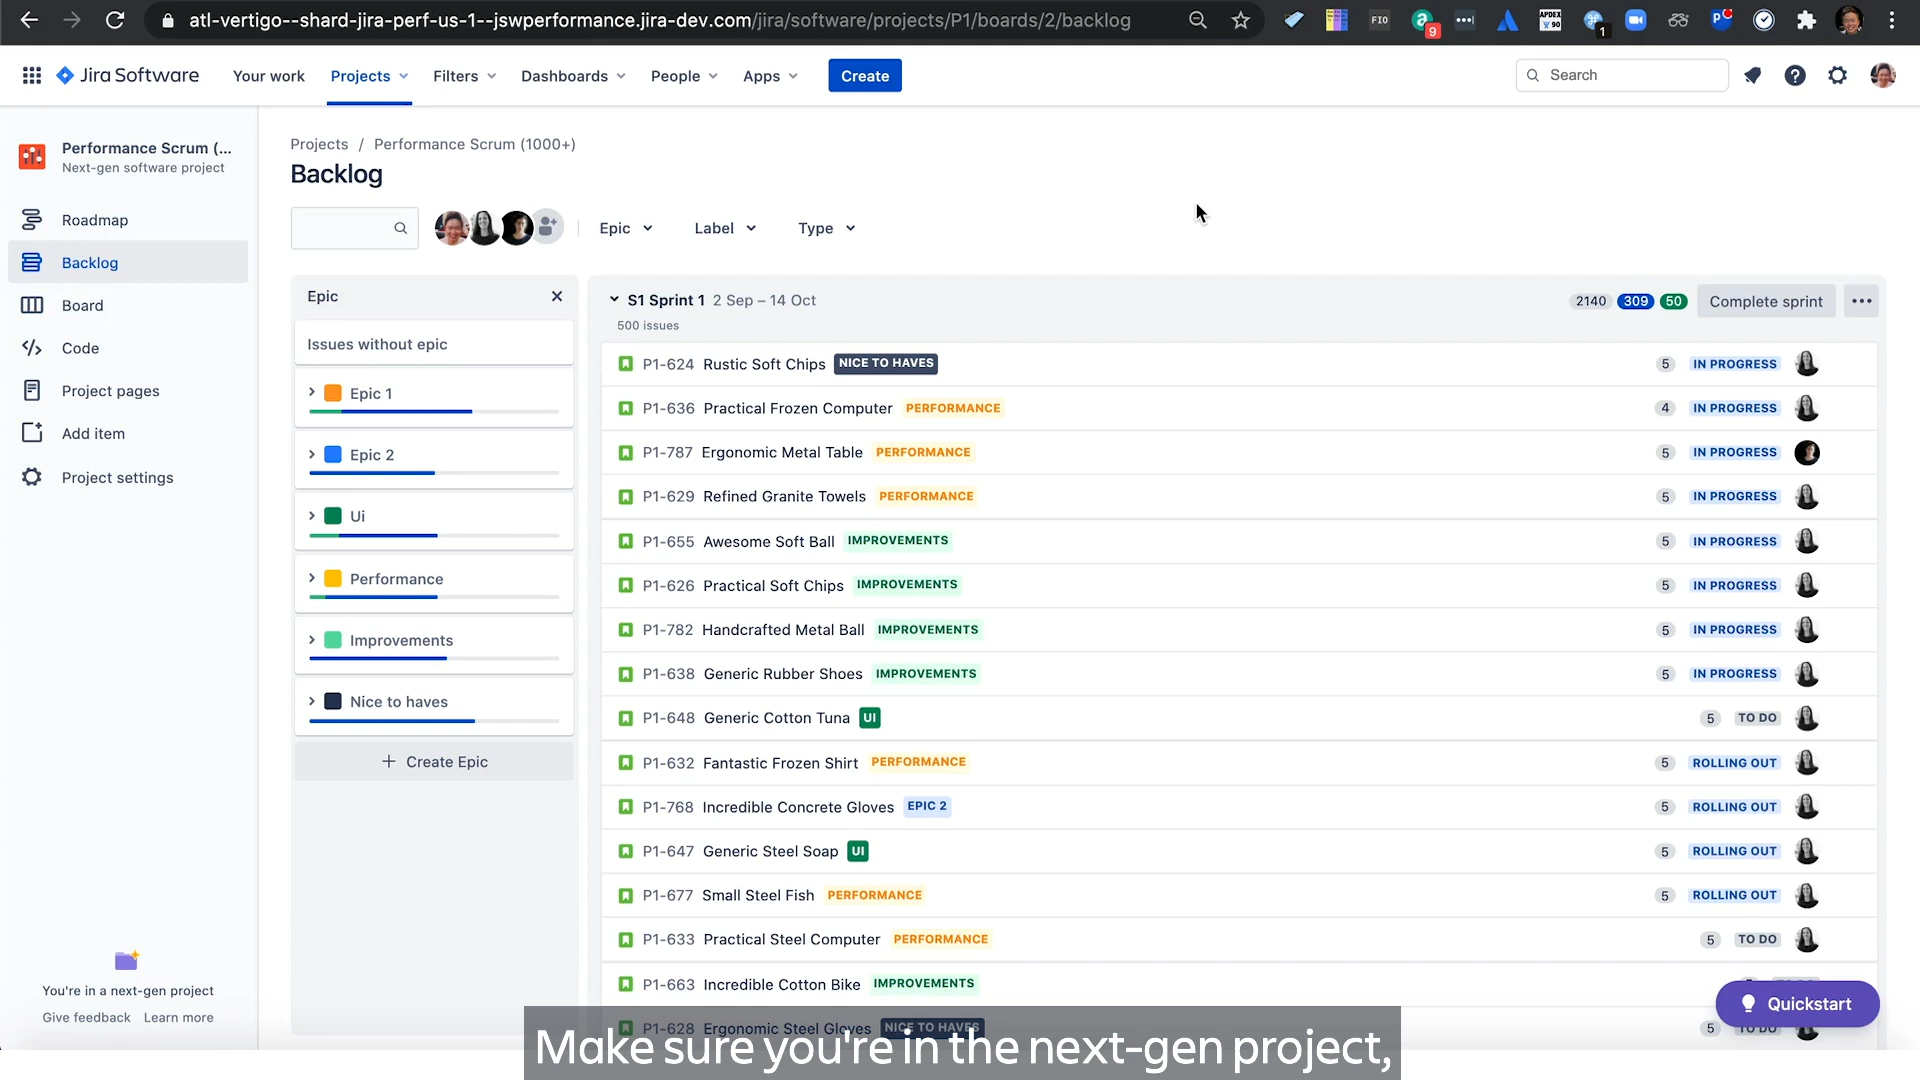 atl-vertigo--shard-jira-perf-us-1--jswperformance.jira-dev.com/jira/software/projects/P1/boards/2/backlog
FIO
9
APDEX
90
1
Jira Software
Your work
Projects
Filters
Dashboards
People
Apps
Create
Search
Performance Scrum (...
Next-gen software project
Roadmap
Backlog
Board
Code
Project pages
Add item
Project settings
You're in a next-gen project
Give feedback Learn more
Projects / Performance Scrum (1000+)
Backlog
Epic
Label
Type
Epic
Issues without epic
Epic 1
Epic 2
Ui
Performance
Improvements
Nice to haves
+ Create Epic
S1 Sprint 1 2 Sep – 14 Oct
500 issues
2140 309 50 Complete sprint
P1-624 Rustic Soft Chips NICE TO HAVES 5 IN PROGRESS
P1-636 Practical Frozen Computer PERFORMANCE 4 IN PROGRESS
P1-787 Ergonomic Metal Table PERFORMANCE 5 IN PROGRESS
P1-629 Refined Granite Towels PERFORMANCE 5 IN PROGRESS
P1-655 Awesome Soft Ball IMPROVEMENTS 5 IN PROGRESS
P1-626 Practical Soft Chips IMPROVEMENTS 5 IN PROGRESS
P1-782 Handcrafted Metal Ball IMPROVEMENTS 5 IN PROGRESS
P1-638 Generic Rubber Shoes IMPROVEMENTS 5 IN PROGRESS
P1-648 Generic Cotton Tuna UI 5 TO DO
P1-632 Fantastic Frozen Shirt PERFORMANCE 5 ROLLING OUT
P1-768 Incredible Concrete Gloves EPIC 2 5 ROLLING OUT
P1-647 Generic Steel Soap UI 5 ROLLING OUT
P1-677 Small Steel Fish PERFORMANCE 5 ROLLING OUT
P1-633 Practical Steel Computer PERFORMANCE 5 TO DO
P1-663 Incredible Cotton Bike IMPROVEMENTS
P1-628 Ergonomic Steel Gloves NICE TO HAVES 5 TO DO
Quickstart
Make sure you're in the next-gen project,